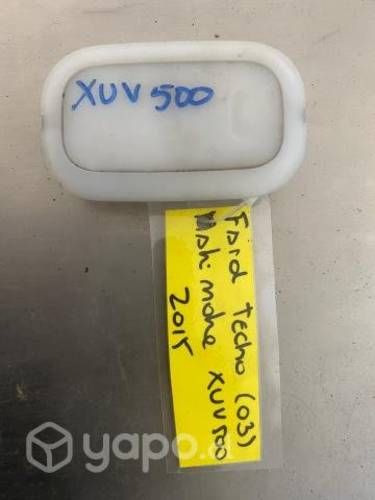 XUV500
Farol techo (03)
Mahindra XUV500
2015
yapo.cl